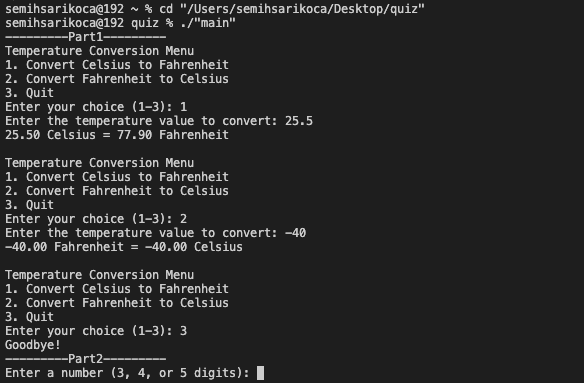 semihsarikoca@192 ~ % cd "/Users/semihsarikoca/Desktop/quiz"
semihsarikoca@192 quiz % ./"main"
---------Part1---------
Temperature Conversion Menu
1. Convert Celsius to Fahrenheit
2. Convert Fahrenheit to Celsius
3. Quit
Enter your choice (1-3): 1
Enter the temperature value to convert: 25.5
25.50 Celsius = 77.90 Fahrenheit

Temperature Conversion Menu
1. Convert Celsius to Fahrenheit
2. Convert Fahrenheit to Celsius
3. Quit
Enter your choice (1-3): 2
Enter the temperature value to convert: -40
-40.00 Fahrenheit = -40.00 Celsius

Temperature Conversion Menu
1. Convert Celsius to Fahrenheit
2. Convert Fahrenheit to Celsius
3. Quit
Enter your choice (1-3): 3
Goodbye!
---------Part2---------
Enter a number (3, 4, or 5 digits):